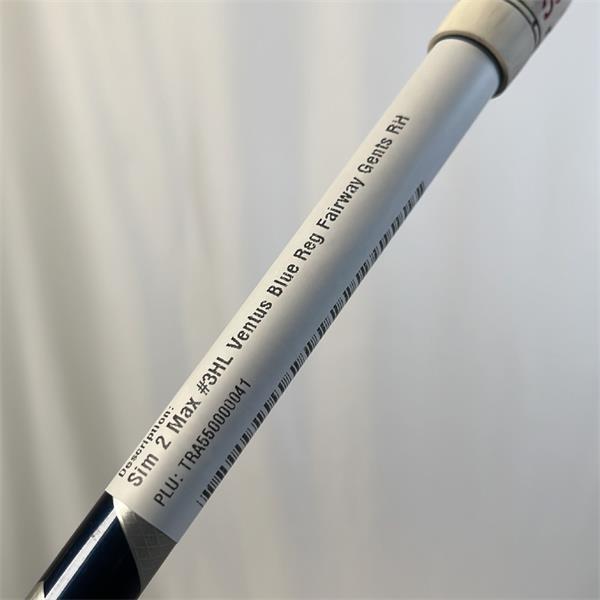 Description:
Sim 2 Max #3HL Ventus Blue Reg Fairway Gents RH
PLU: TRA550000041